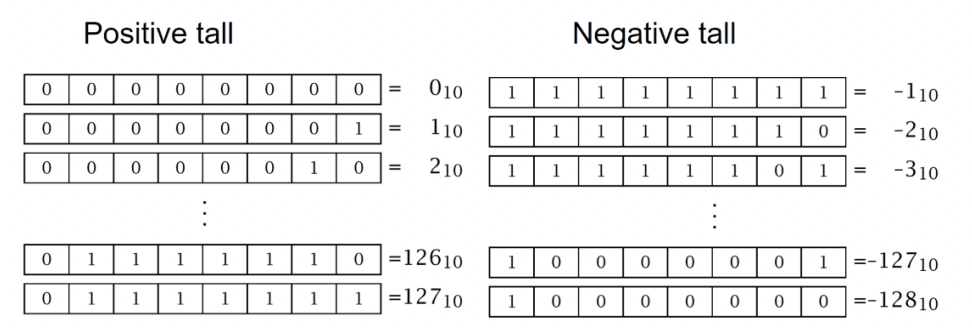 Positive tall
0 0 0 0 0 0 0 0 = 0₁₀
0 0 0 0 0 0 0 1 = 1₁₀
0 0 0 0 0 0 1 0 = 2₁₀
⋮
0 1 1 1 1 1 1 0 =126₁₀
0 1 1 1 1 1 1 1 =127₁₀
Negative tall
1 1 1 1 1 1 1 1 = -1₁₀
1 1 1 1 1 1 1 0 = -2₁₀
1 1 1 1 1 1 0 1 = -3₁₀
⋮
1 0 0 0 0 0 0 1 =-127₁₀
1 0 0 0 0 0 0 0 =-128₁₀